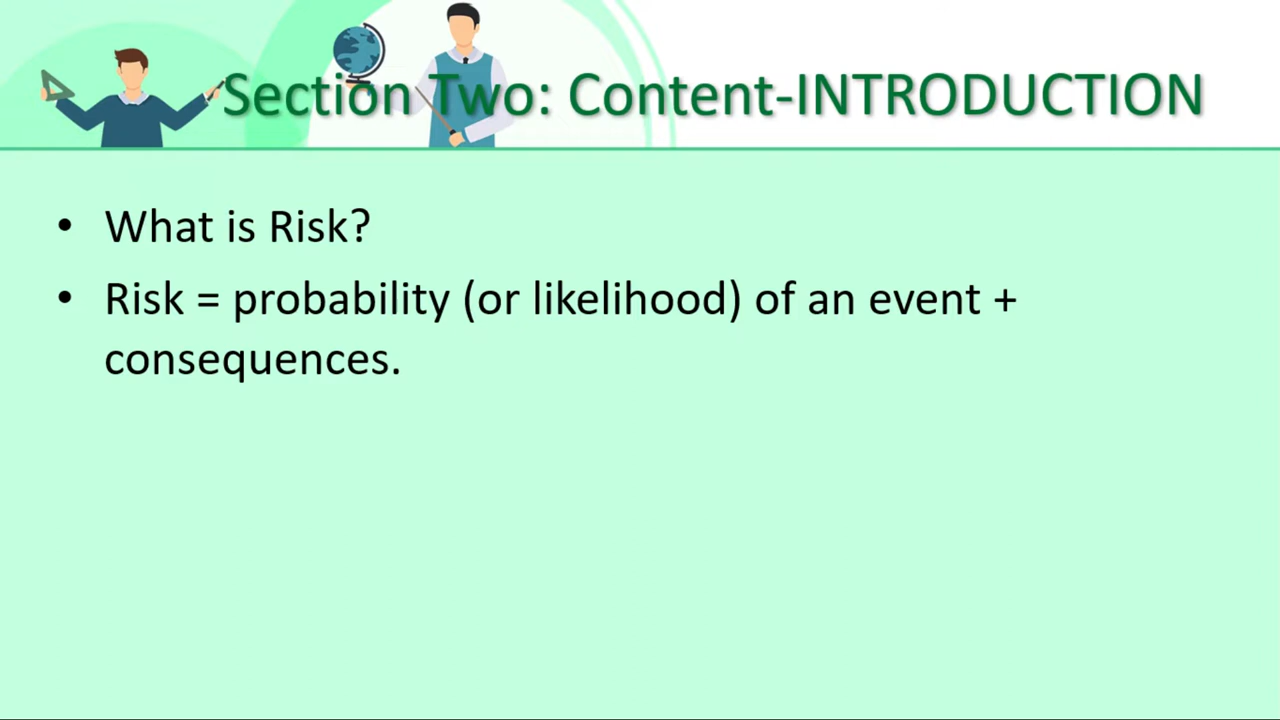 Section Two: Content-INTRODUCTION
• What is Risk?
• Risk = probability (or likelihood) of an event +
consequences.